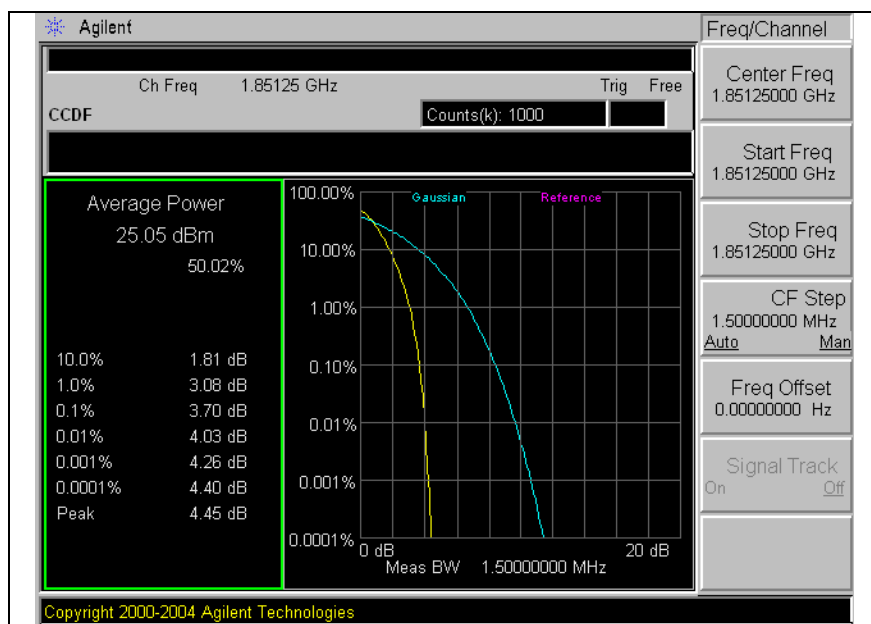 Agilent
Freq/Channel
Ch Freq 1.85125 GHz Trig Free
CCDF Counts(k): 1000
Center Freq
1.85125000 GHz
Start Freq
1.85125000 GHz
Stop Freq
1.85125000 GHz
CF Step
1.50000000 MHz
Auto Man
Freq Offset
0.00000000 Hz
Signal Track
On Off
Average Power
25.05 dBm
50.02%
10.0% 1.81 dB
1.0% 3.08 dB
0.1% 3.70 dB
0.01% 4.03 dB
0.001% 4.26 dB
0.0001% 4.40 dB
Peak 4.45 dB
Gaussian Reference
100.00%
10.00%
1.00%
0.10%
0.01%
0.001%
0.0001%
0 dB 20 dB
Meas BW 1.50000000 MHz
Copyright 2000-2004 Agilent Technologies